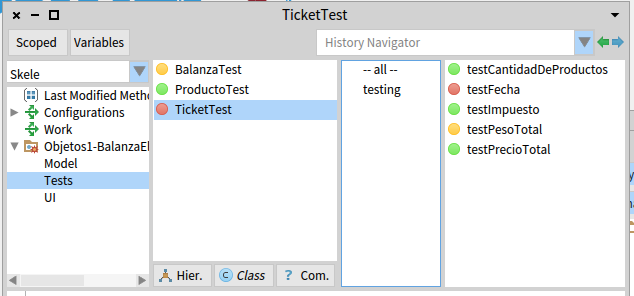 TicketTest
Scoped
Variables
History Navigator
Skele
Last Modified Metho
Configurations
Work
Objetos1-BalanzaEl
Model
Tests
UI
BalanzaTest
ProductoTest
TicketTest
Hier.
Class
? Com.
-- all --
testing
testCantidadDeProductos
testFecha
testImpuesto
testPesoTotal
testPrecioTotal